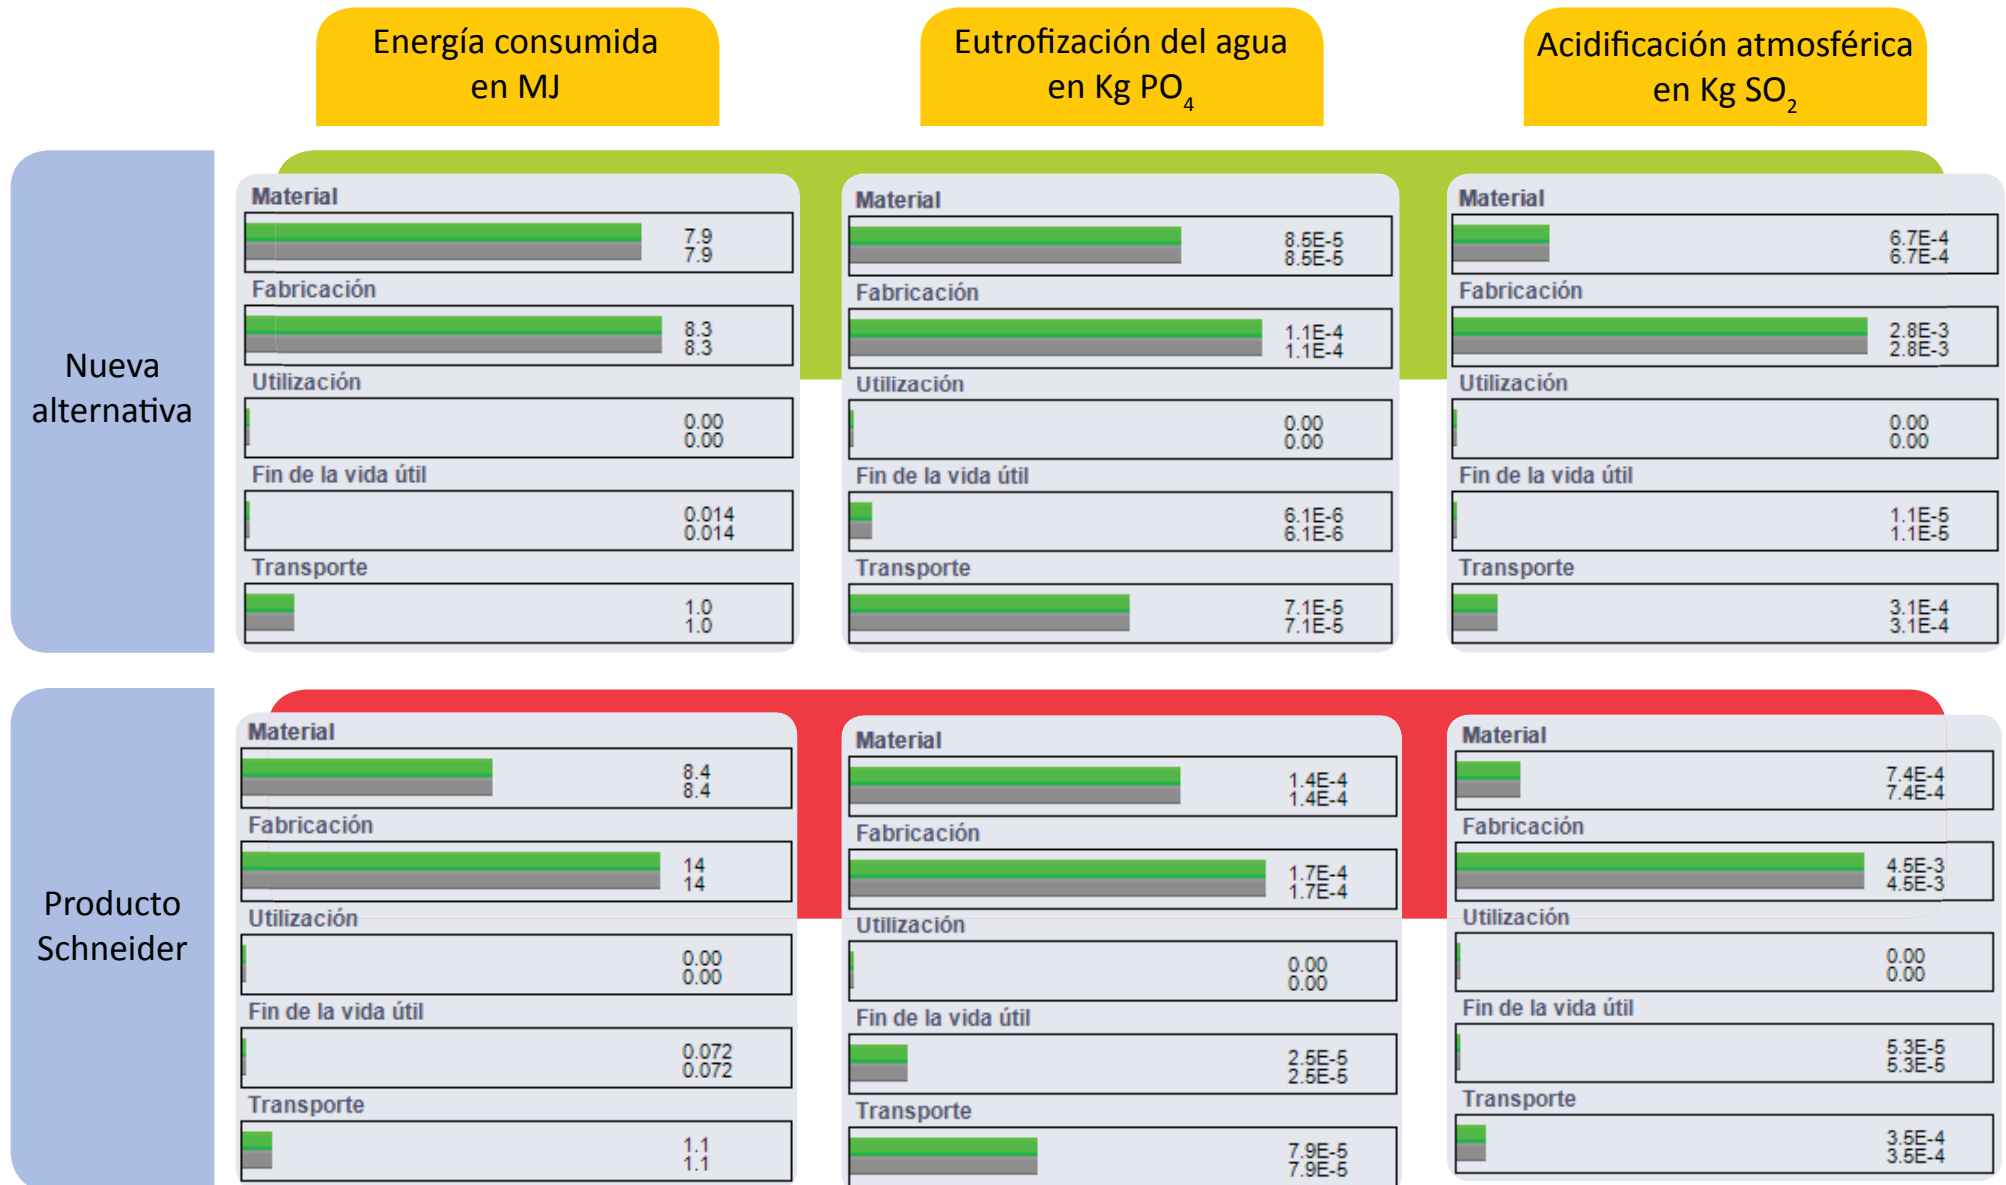 Energía consumida
en MJ
Eutrofización del agua
en Kg PO4
Acidificación atmosférica
en Kg SO2
Nueva
alternativa
Material
7.9
7.9
Fabricación
8.3
8.3
Utilización
0.00
0.00
Fin de la vida útil
0.014
0.014
Transporte
1.0
1.0
Material
8.5E-5
8.5E-5
Fabricación
1.1E-4
1.1E-4
Utilización
0.00
0.00
Fin de la vida útil
6.1E-6
6.1E-6
Transporte
7.1E-5
7.1E-5
Material
6.7E-4
6.7E-4
Fabricación
2.8E-3
2.8E-3
Utilización
0.00
0.00
Fin de la vida útil
1.1E-5
1.1E-5
Transporte
3.1E-4
3.1E-4
Producto
Schneider
Material
8.4
8.4
Fabricación
14
14
Utilización
0.00
0.00
Fin de la vida útil
0.072
0.072
Transporte
1.1
1.1
Material
1.4E-4
1.4E-4
Fabricación
1.7E-4
1.7E-4
Utilización
0.00
0.00
Fin de la vida útil
2.5E-5
2.5E-5
Transporte
7.9E-5
7.9E-5
Material
7.4E-4
7.4E-4
Fabricación
4.5E-3
4.5E-3
Utilización
0.00
0.00
Fin de la vida útil
5.3E-5
5.3E-5
Transporte
3.5E-4
3.5E-4